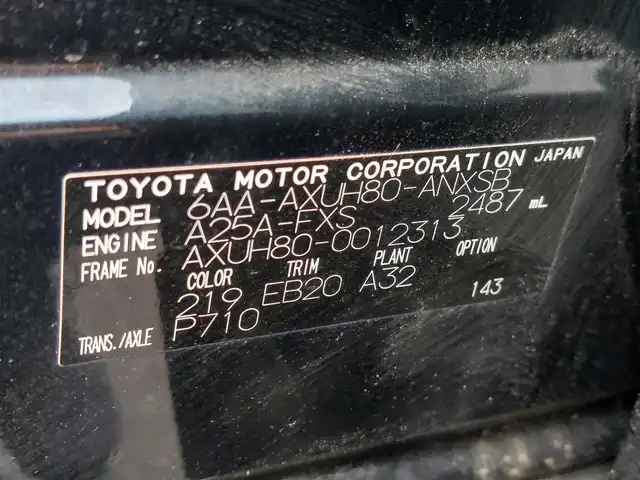 TOYOTA MOTOR CORPORATION JAPAN
MODEL 6AA-AXUH80-ANXSB
ENGINE A25A-FXS 2487 mL
FRAME No. AXUH80-0012313
COLOR TRIM PLANT OPTION
219 EB20 A32 143
TRANS./AXLE P710